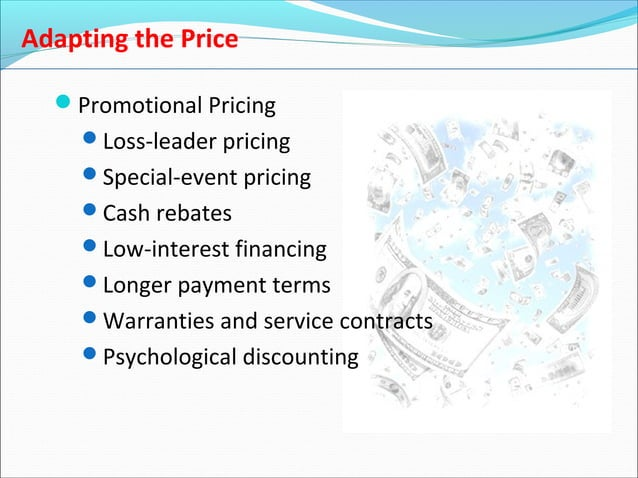 Adapting the Price
Promotional Pricing
Loss-leader pricing
Special-event pricing
Cash rebates
Low-interest financing
Longer payment terms
Warranties and service contracts
Psychological discounting